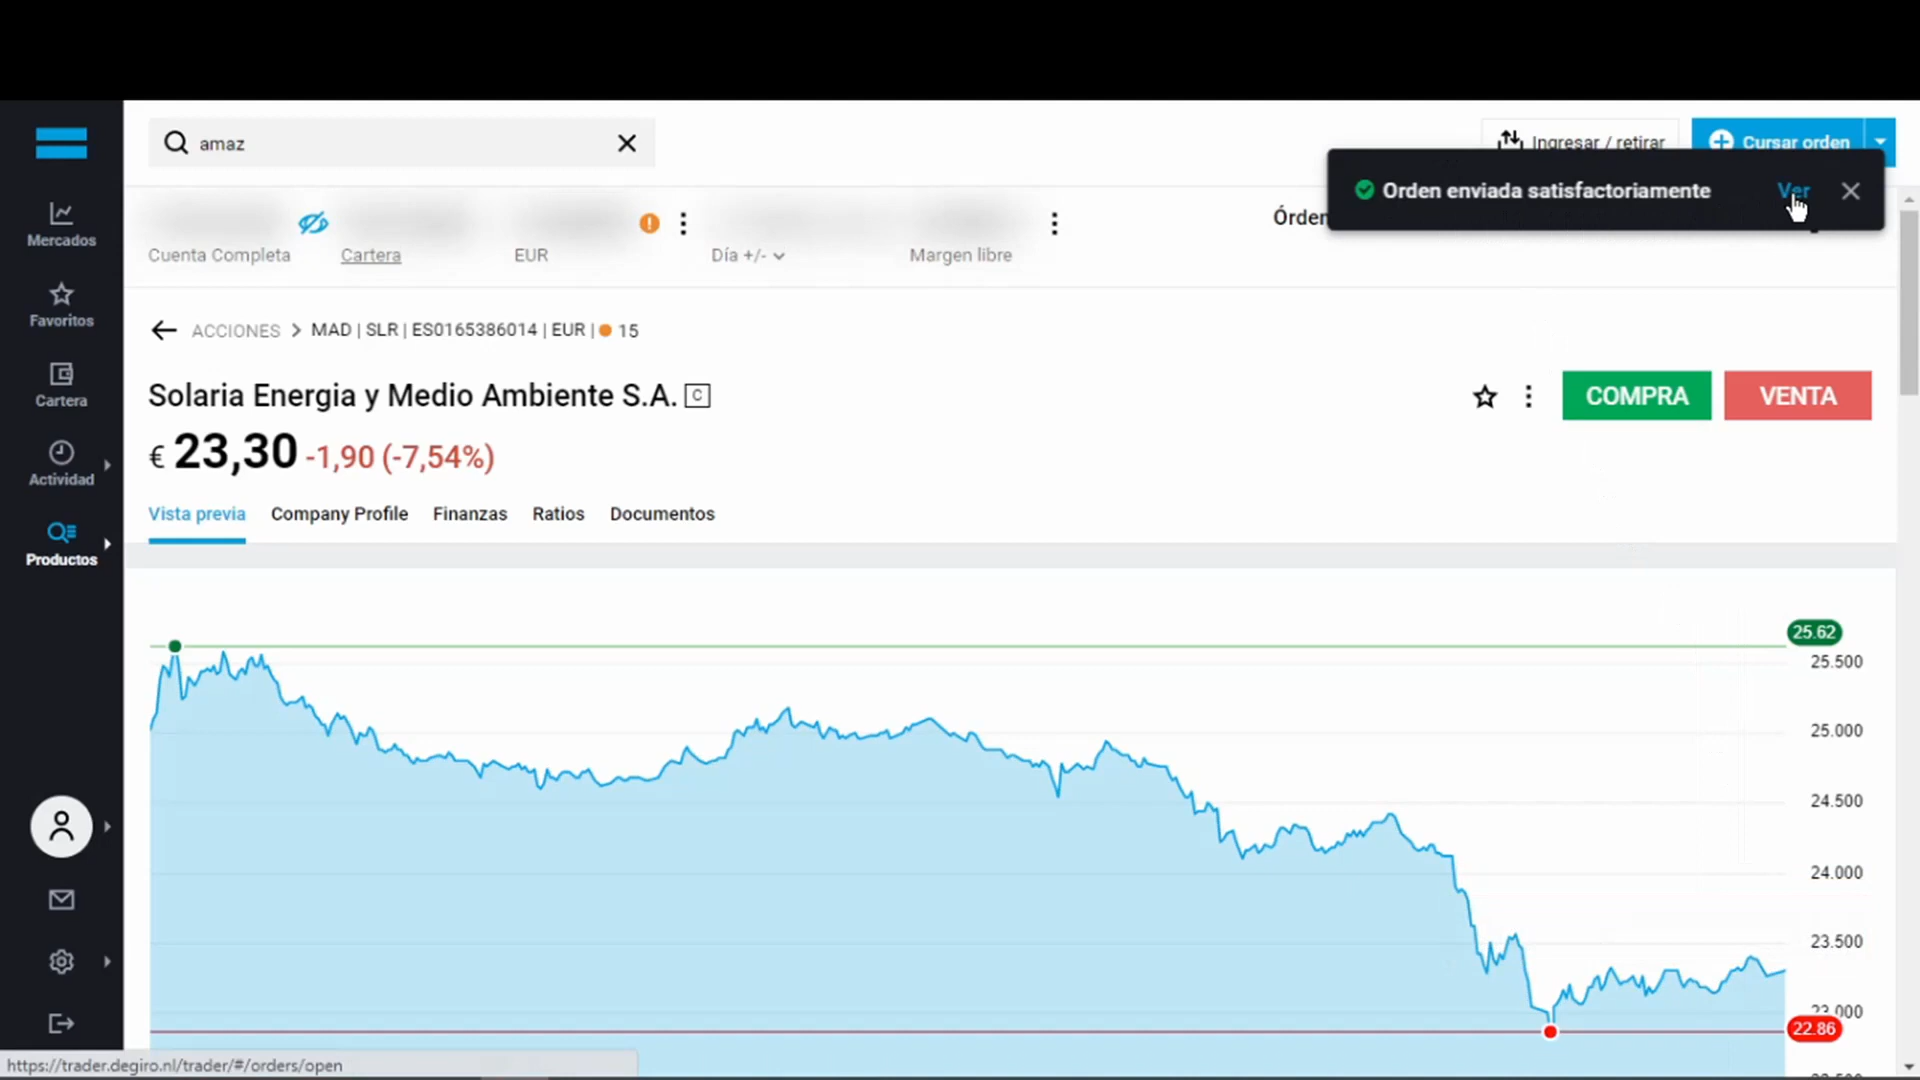 amaz
Ingresar / retirar
Cursar orden
Orden enviada satisfactoriamente
Ver
Cuenta Completa
Cartera
EUR
Día +/-
Margen libre
Mercados
Favoritos
Cartera
Actividad
Productos
ACCIONES > MAD | SLR | ES0165386014 | EUR | 15
Solaria Energia y Medio Ambiente S.A. C
COMPRA
VENTA
€ 23,30 -1,90 (-7,54%)
Vista previa
Company Profile
Finanzas
Ratios
Documentos
25.62
25.500
25.000
24.500
24.000
23.500
22.86
https://trader.degiro.nl/trader/#/orders/open